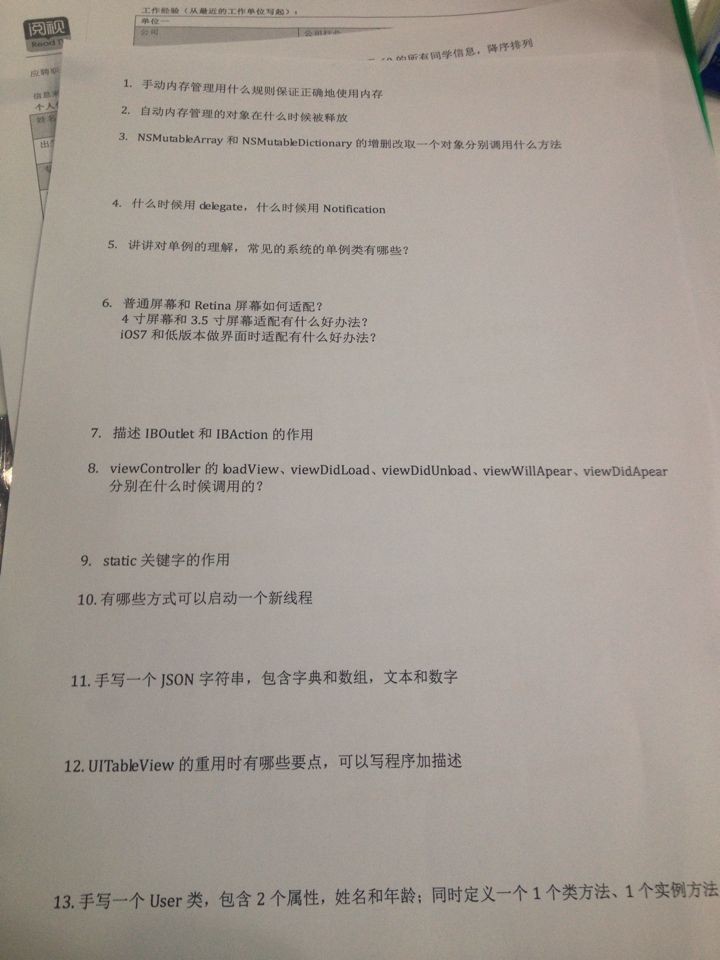 工作经验（从最近的工作单位写起）：
单位一
公司
公司行业
阅视
Read
应聘职
信息来
个人
姓名
的所有同学信息，降序排列
1. 手动内存管理用什么规则保证正确地使用内存
2. 自动内存管理的对象在什么时候被释放
3. NSMutableArray 和 NSMutableDictionary 的增删改取一个对象分别调用什么方法
4. 什么时候用 delegate，什么时候用 Notification
5. 讲讲对单例的理解，常见的系统的单例类有哪些？
6. 普通屏幕和 Retina 屏幕如何适配？
4 寸屏幕和 3.5 寸屏幕适配有什么好办法？
iOS7 和低版本做界面时适配有什么好办法？
7. 描述 IBOutlet 和 IBAction 的作用
8. viewController 的 loadView、viewDidLoad、viewDidUnload、viewWillApear、viewDidApear
分别在什么时候调用的？
9. static 关键字的作用
10. 有哪些方式可以启动一个新线程
11. 手写一个 JSON 字符串，包含字典和数组，文本和数字
12. UITableView 的重用时有哪些要点，可以写程序加描述
13. 手写一个 User 类，包含 2 个属性，姓名和年龄；同时定义一个 1 个类方法、1 个实例方法